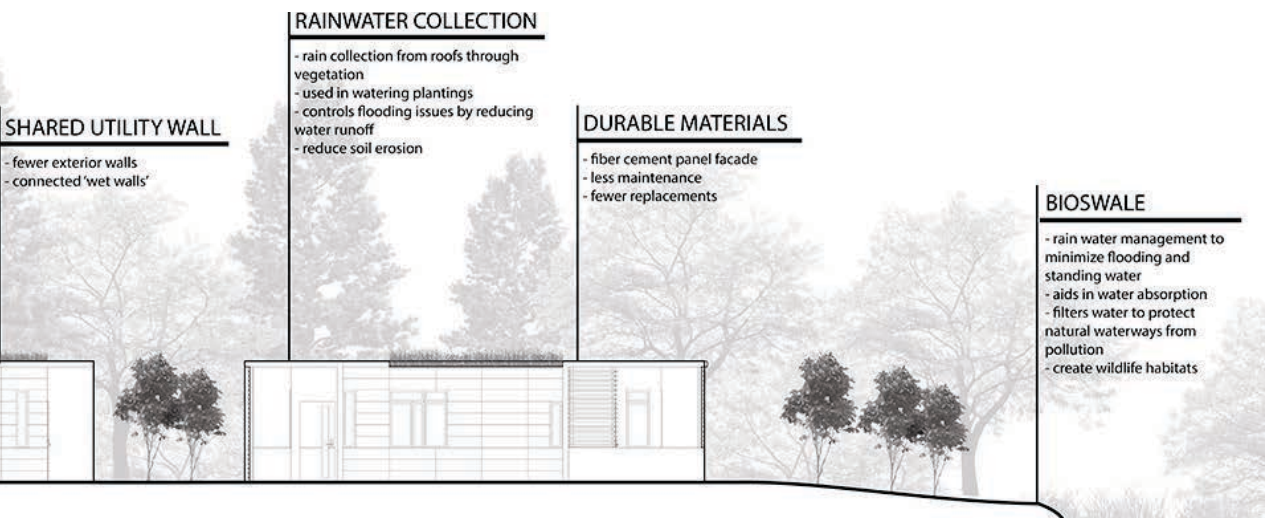 RAINWATER COLLECTION
- rain collection from roofs through
vegetation
- used in watering plantings
- controls flooding issues by reducing
water runoff
- reduce soil erosion
SHARED UTILITY WALL
- fewer exterior walls
- connected 'wet walls'
DURABLE MATERIALS
- fiber cement panel facade
- less maintenance
- fewer replacements
BIOSWALE
- rain water management to
minimize flooding and
standing water
- aids in water absorption
- filters water to protect
natural waterways from
pollution
- create wildlife habitats